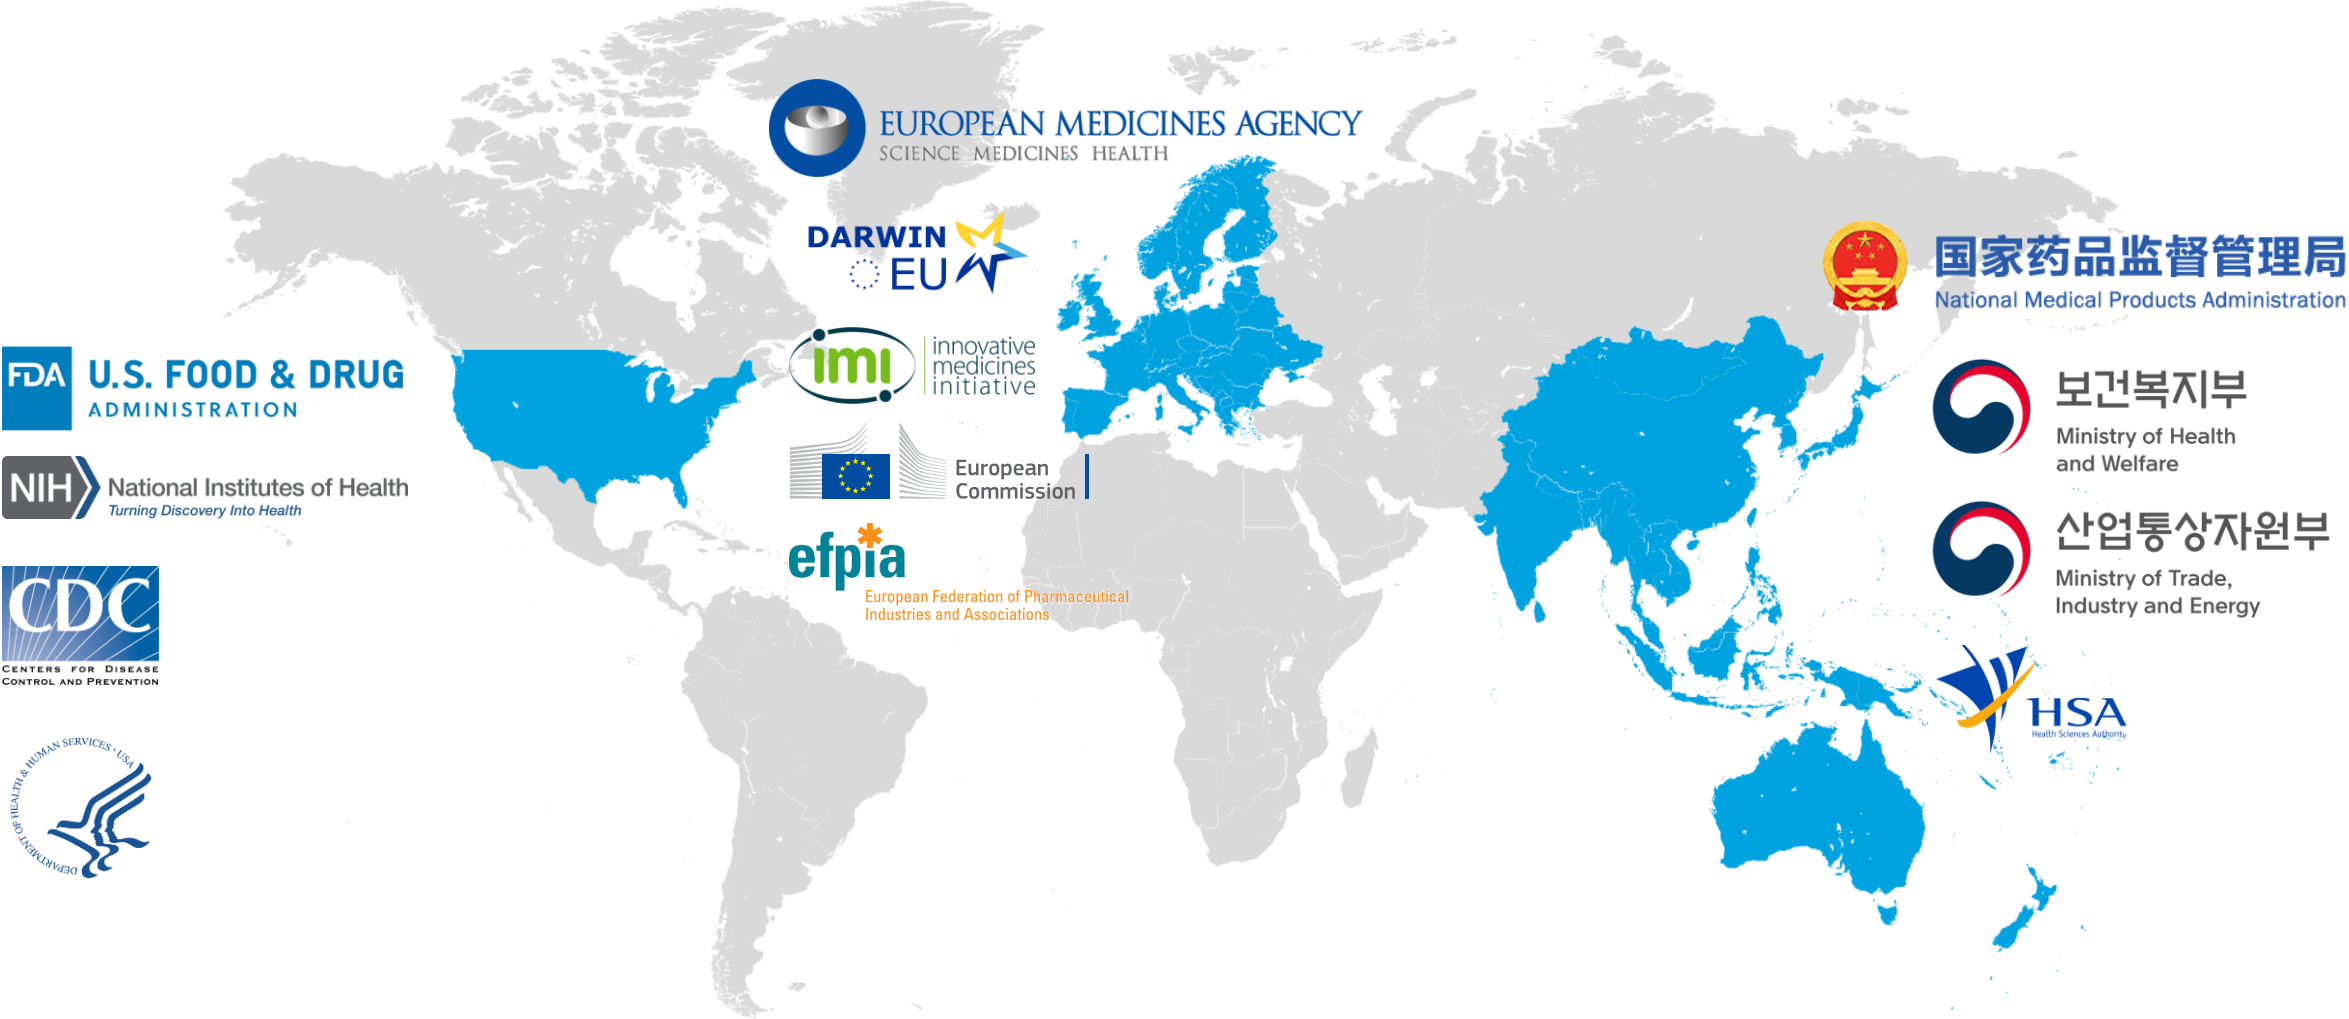 EUROPEAN MEDICINES AGENCY
SCIENCE MEDICINES HEALTH
DARWIN
EU
imi
innovative
medicines
initiative
European
Commission
efpia
European Federation of Pharmaceutical
Industries and Associations
FDA
U.S. FOOD & DRUG
ADMINISTRATION
NIH
National Institutes of Health
Turning Discovery Into Health
CDC
CENTERS FOR DISEASE
CONTROL AND PREVENTION
DEPARTMENT OF HEALTH & HUMAN SERVICES • USA
国家药品监督管理局
National Medical Products Administration
보건복지부
Ministry of Health
and Welfare
산업통상자원부
Ministry of Trade,
Industry and Energy
HSA
Health Sciences Authority